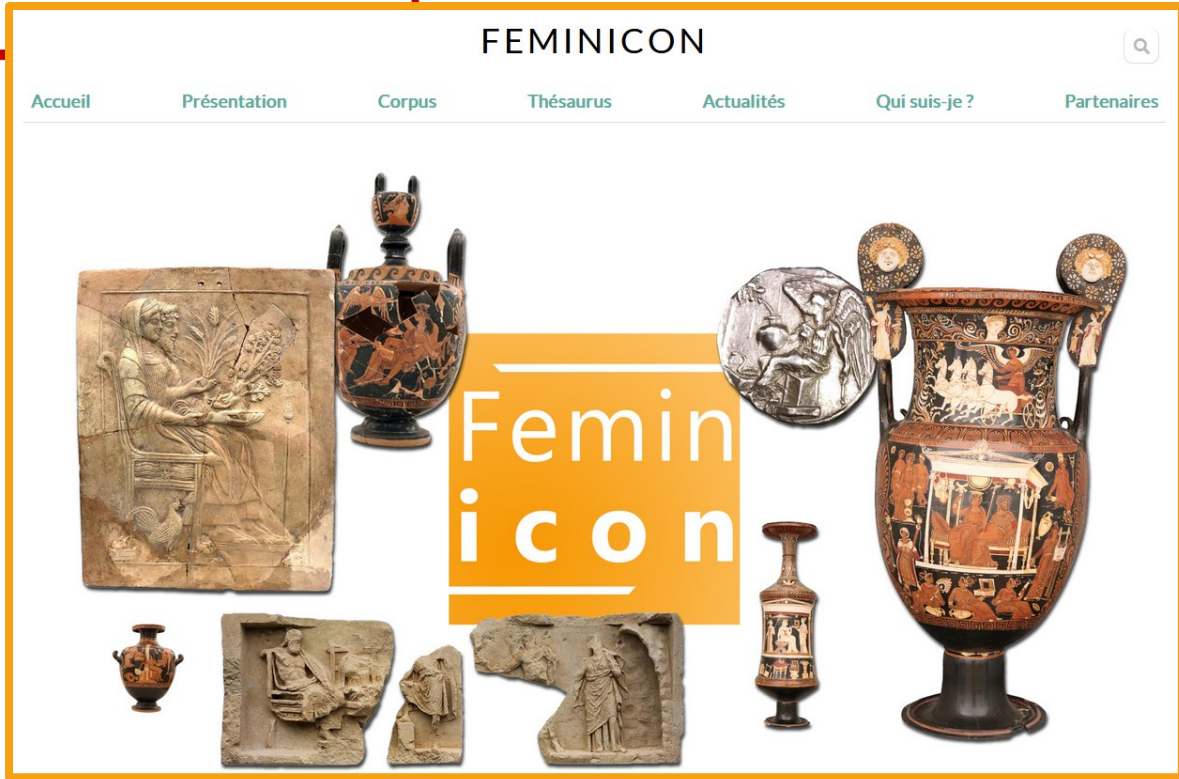 FEMINICON
Accueil Présentation Corpus Thésaurus Actualités Qui suis-je ? Partenaires
Femin
icon